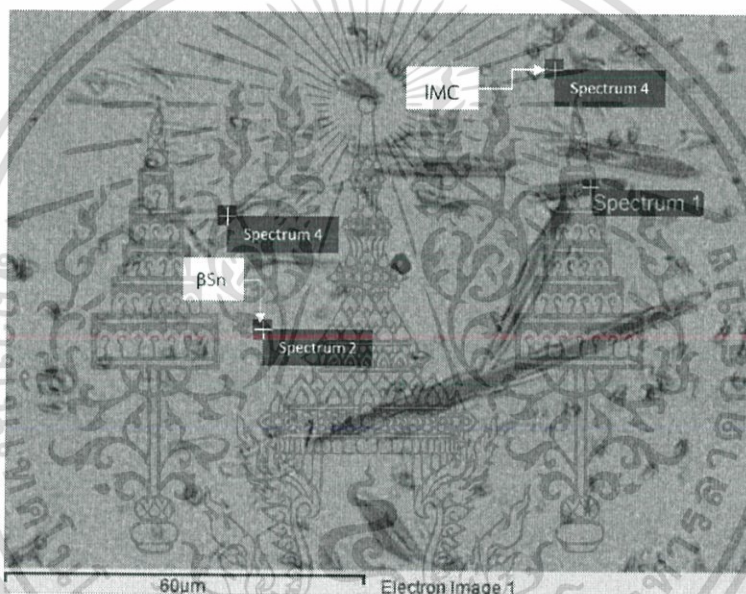 IMC
Spectrum 4
Spectrum 1
Spectrum 4
βSn
Spectrum 2
60µm
Electron Image 1